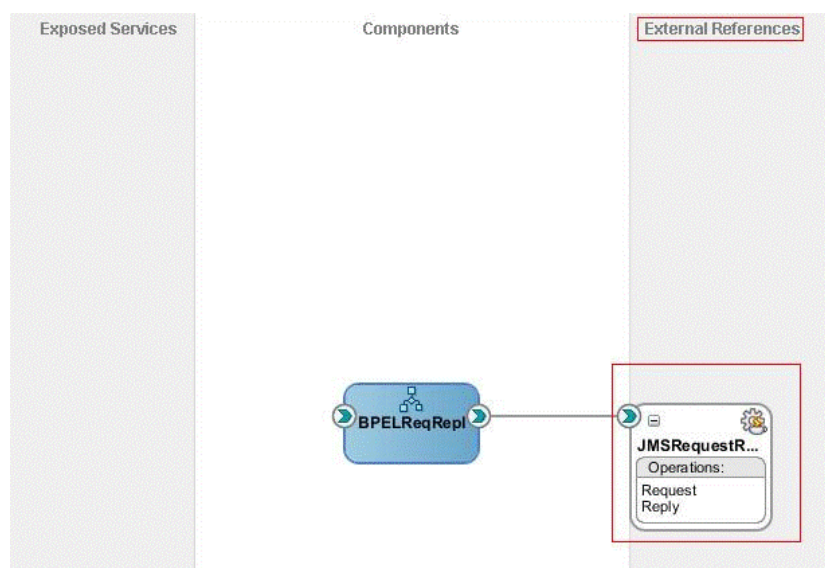 Exposed Services
Components
External References
BPELReqRepl
JMSRequestR...
Operations:
Request
Reply